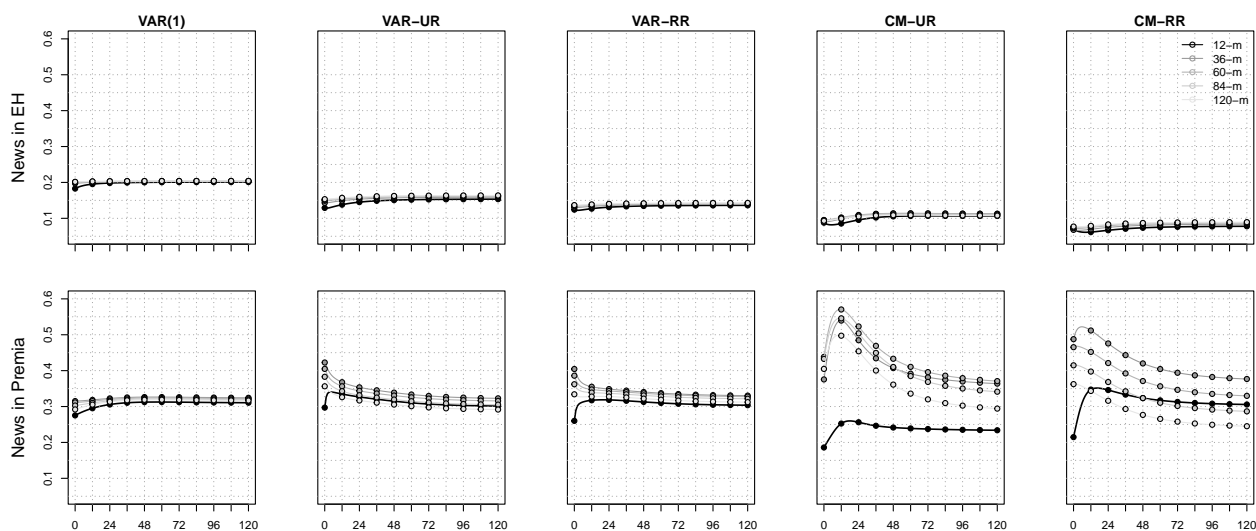 VAR(1)
VAR−UR
VAR−RR
CM−UR
CM−RR
News in EH
0.6
0.5
0.4
0.3
0.2
0.1
12−m
36−m
60−m
84−m
120−m
News in Premia
0.6
0.5
0.4
0.3
0.2
0.1
0 24 48 72 96 120
0 24 48 72 96 120
0 24 48 72 96 120
0 24 48 72 96 120
0 24 48 72 96 120